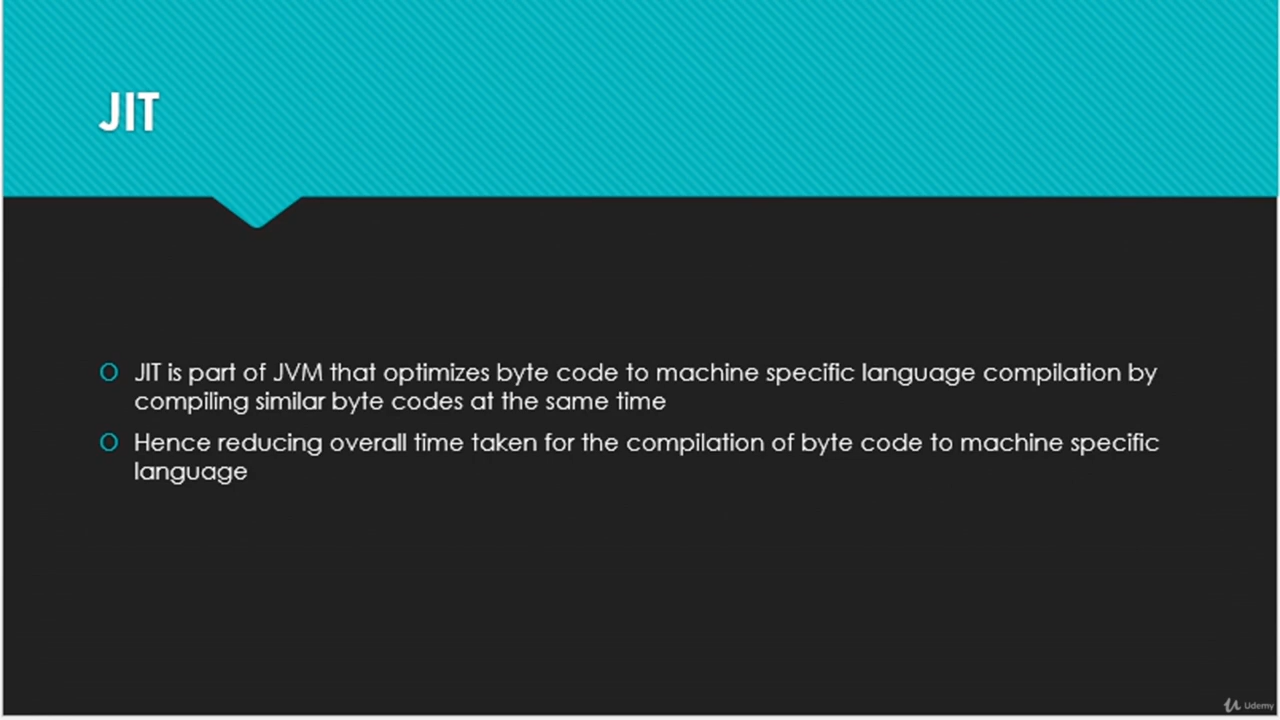 JIT
JIT is part of JVM that optimizes byte code to machine specific language compilation by
compiling similar byte codes at the same time
Hence reducing overall time taken for the compilation of byte code to machine specific
language
Udemy